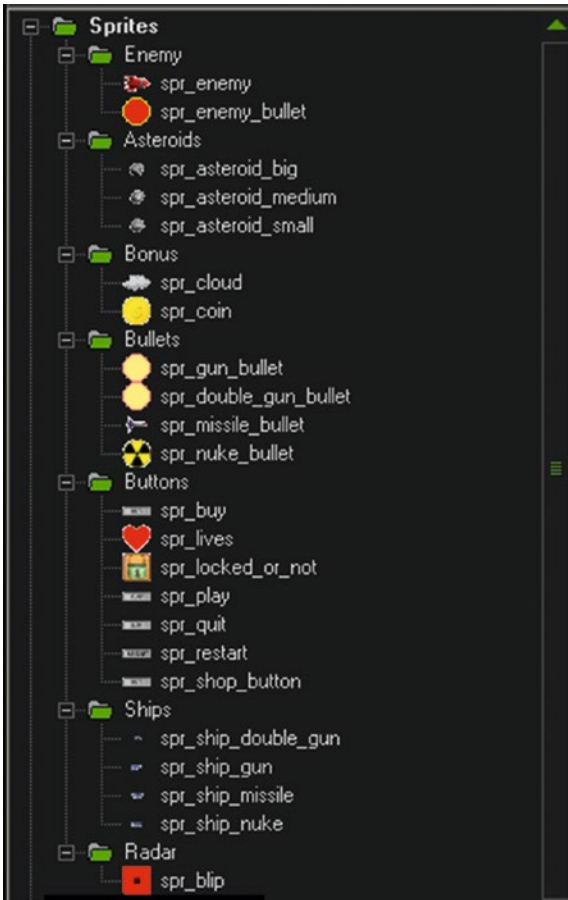 Sprites
Enemy
spr_enemy
spr_enemy_bullet
Asteroids
spr_asteroid_big
spr_asteroid_medium
spr_asteroid_small
Bonus
spr_cloud
spr_coin
Bullets
spr_gun_bullet
spr_double_gun_bullet
spr_missile_bullet
spr_nuke_bullet
Buttons
spr_buy
spr_lives
spr_locked_or_not
spr_play
spr_quit
spr_restart
spr_shop_button
Ships
spr_ship_double_gun
spr_ship_gun
spr_ship_missile
spr_ship_nuke
Radar
spr_blip